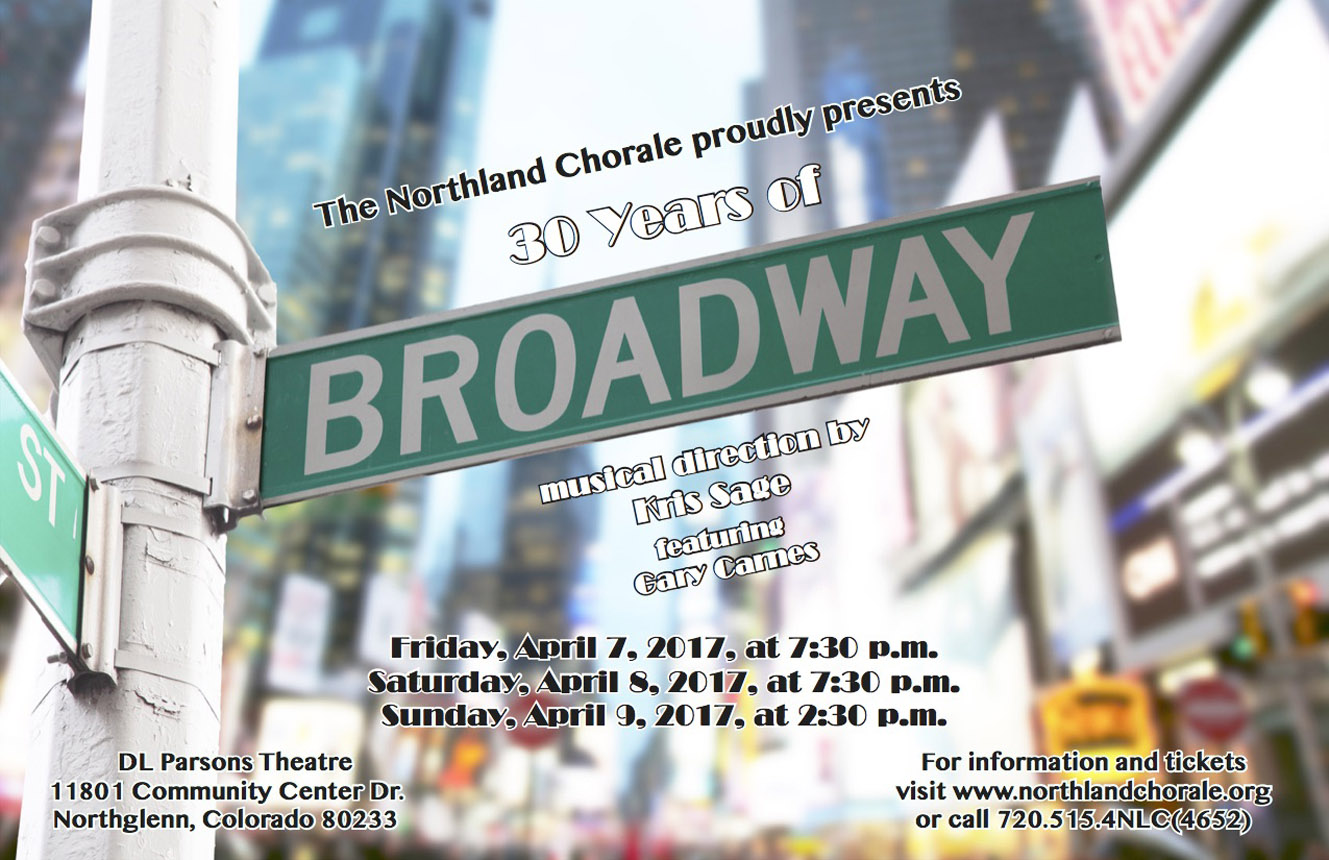 The Northland Chorale proudly presents
30 Years of
BROADWAY
ST
musical direction by
Kris Sage
featuring
Gary Carnes
Friday, April 7, 2017, at 7:30 p.m.
Saturday, April 8, 2017, at 7:30 p.m.
Sunday, April 9, 2017, at 2:30 p.m.
DL Parsons Theatre
11801 Community Center Dr.
Northglenn, Colorado 80233
For information and tickets
visit www.northlandchorale.org
or call 720.515.4NLC(4652)